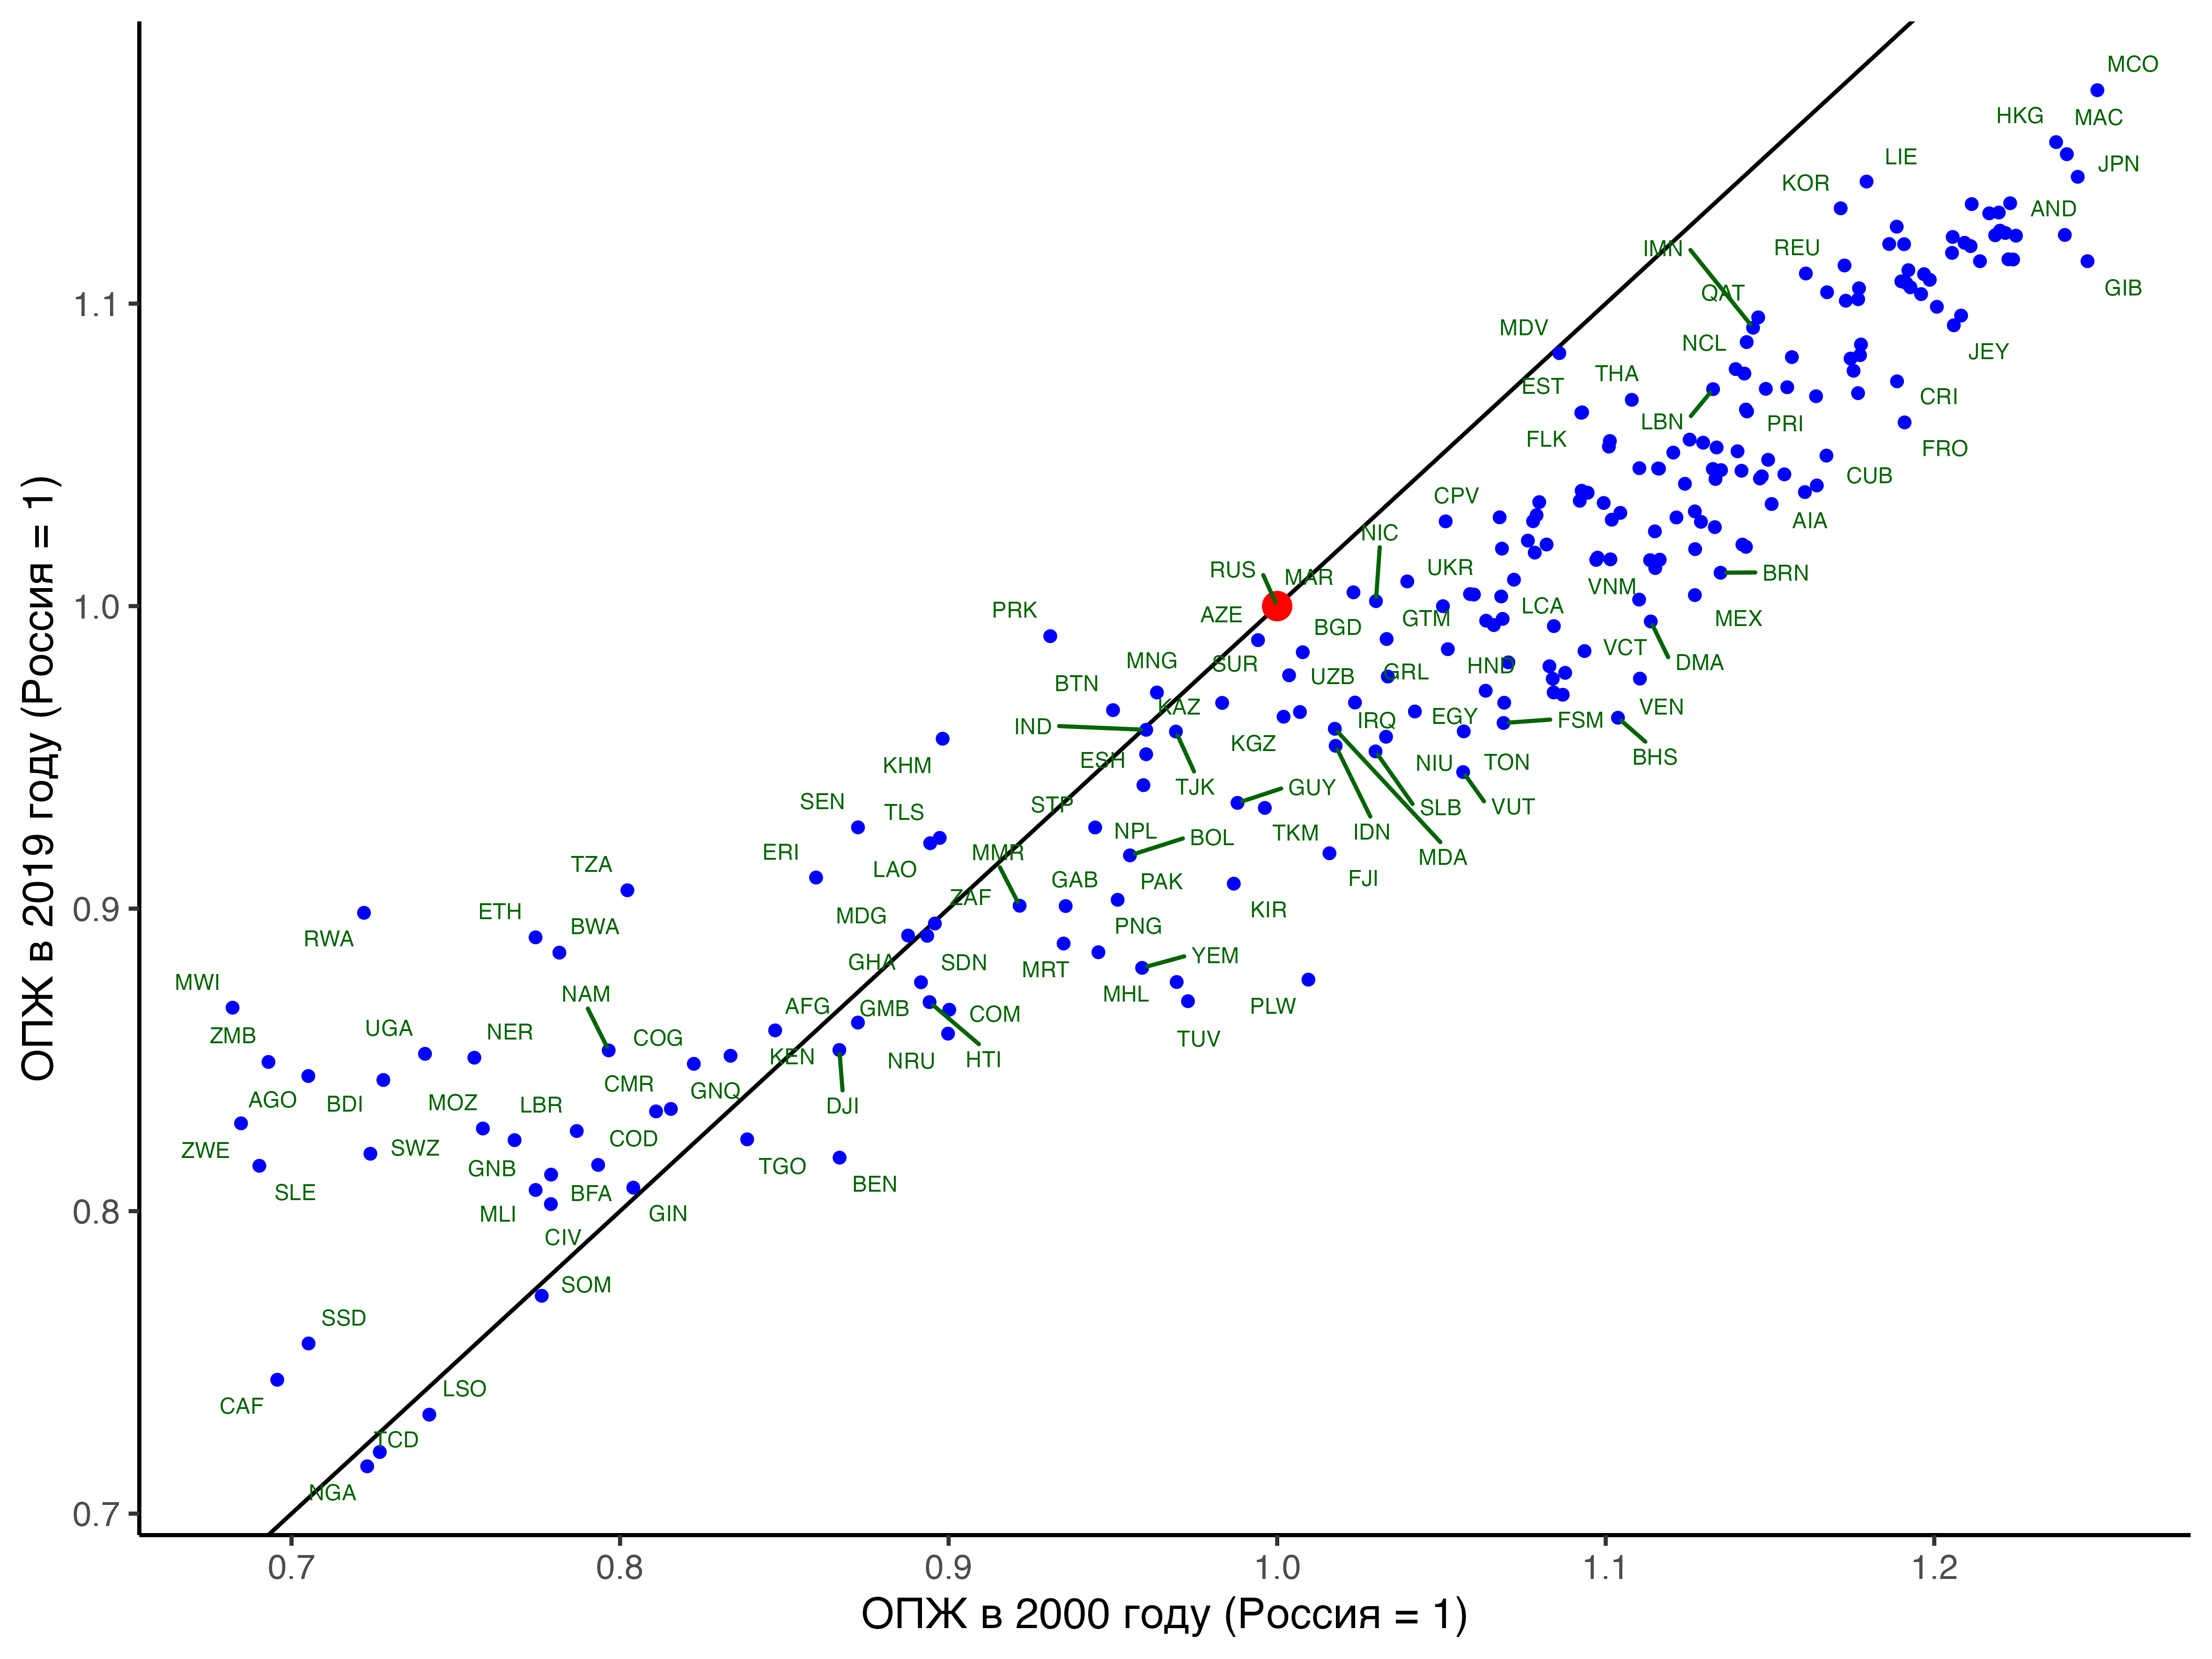 MCO
HKG
MAC
LIE
JPN
KOR
AND
IMN
REU
QAT
GIB
1.1
MDV
NCL
JEY
EST
THA
CRI
LBN
PRI
FLK
FRO
CUB
CPV
AIA
NIC
RUS
MAR
UKR
BRN
VNM
1.0
PRK
AZE
LCA
BGD
GTM
MEX
VCT
MNG
SUR
HND
DMA
BTN
UZB
GRL
KAZ
VEN
IND
IRQ
EGY
FSM
KGZ
ESH
BHS
KHM
NIU
TON
TJK
GUY
SEN
STP
SLB
VUT
TLS
NPL
BOL
TKM
IDN
ERI
MMR
MDA
TZA
LAO
GAB
PAK
FJI
0.9
ZAF
ETH
MDG
KIR
BWA
PNG
RWA
GHA
SDN
MRT
YEM
MWI
NAM
MHL
AFG
GMB
COM
PLW
ZMB
UGA
NER
COG
TUV
KEN
NRU
HTI
CMR
GNQ
AGO
BDI
MOZ
LBR
DJI
COD
ZWE
SWZ
GNB
TGO
BEN
SLE
BFA
0.8
MLI
GIN
CIV
SOM
SSD
CAF
LSO
TCD
NGA
0.7
0.7 0.8 0.9 1.0 1.1 1.2
ОПЖ в 2000 году (Россия = 1)
ОПЖ в 2019 году (Россия = 1)